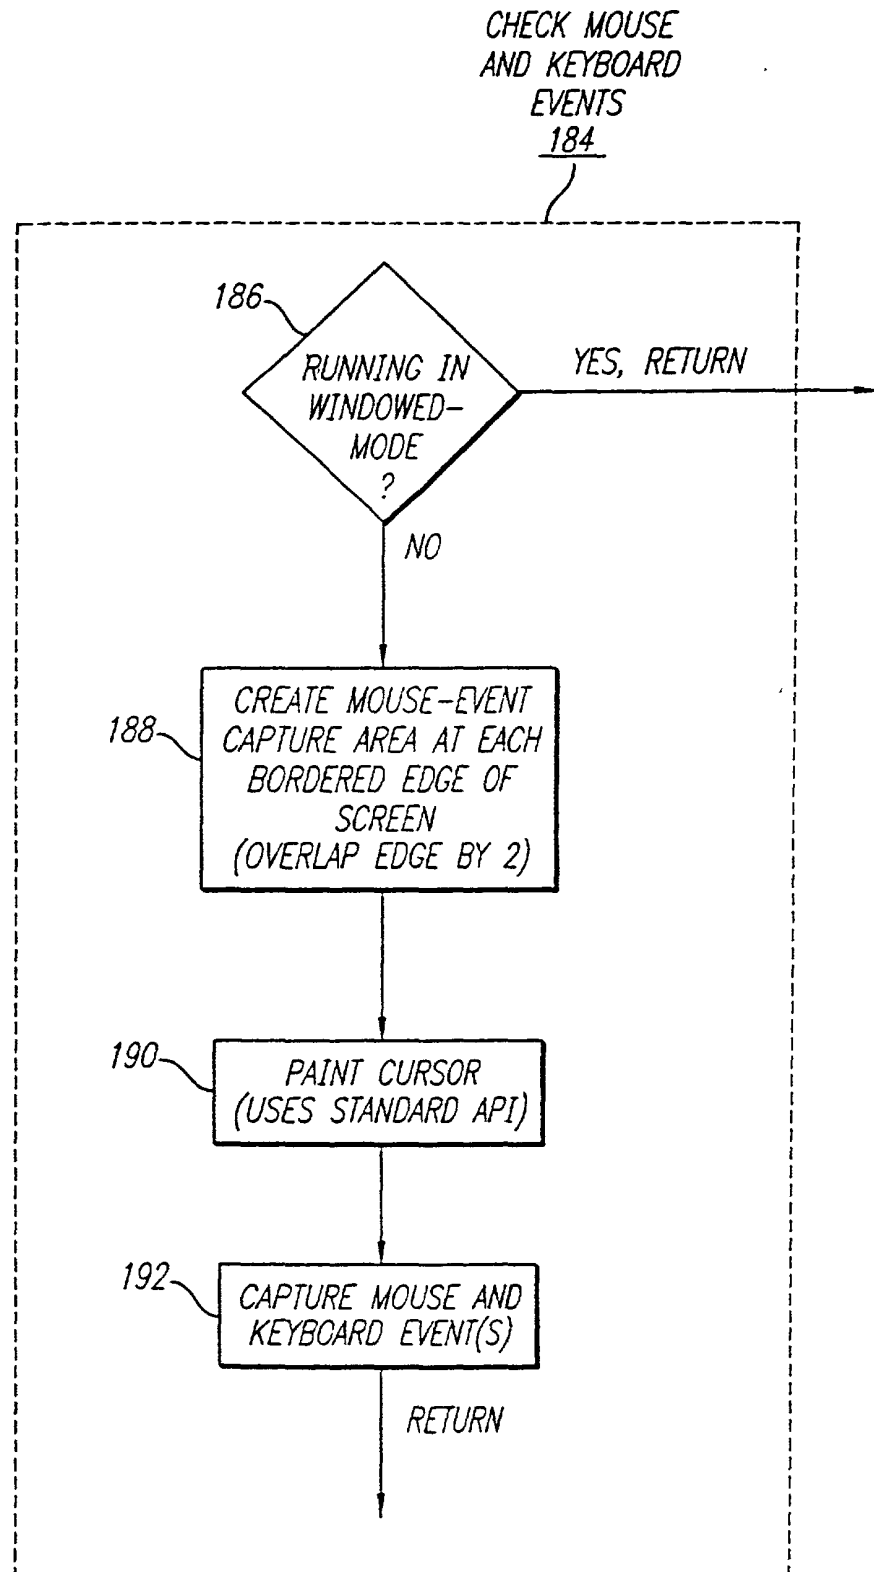 CHECK MOUSE
AND KEYBOARD
EVENTS
184
186
RUNNING IN
WINDOWED-
MODE
?
YES, RETURN
NO
188
CREATE MOUSE-EVENT
CAPTURE AREA AT EACH
BORDERED EDGE OF
SCREEN
(OVERLAP EDGE BY 2)
190
PAINT CURSOR
(USES STANDARD API)
192
CAPTURE MOUSE AND
KEYBOARD EVENT(S)
RETURN